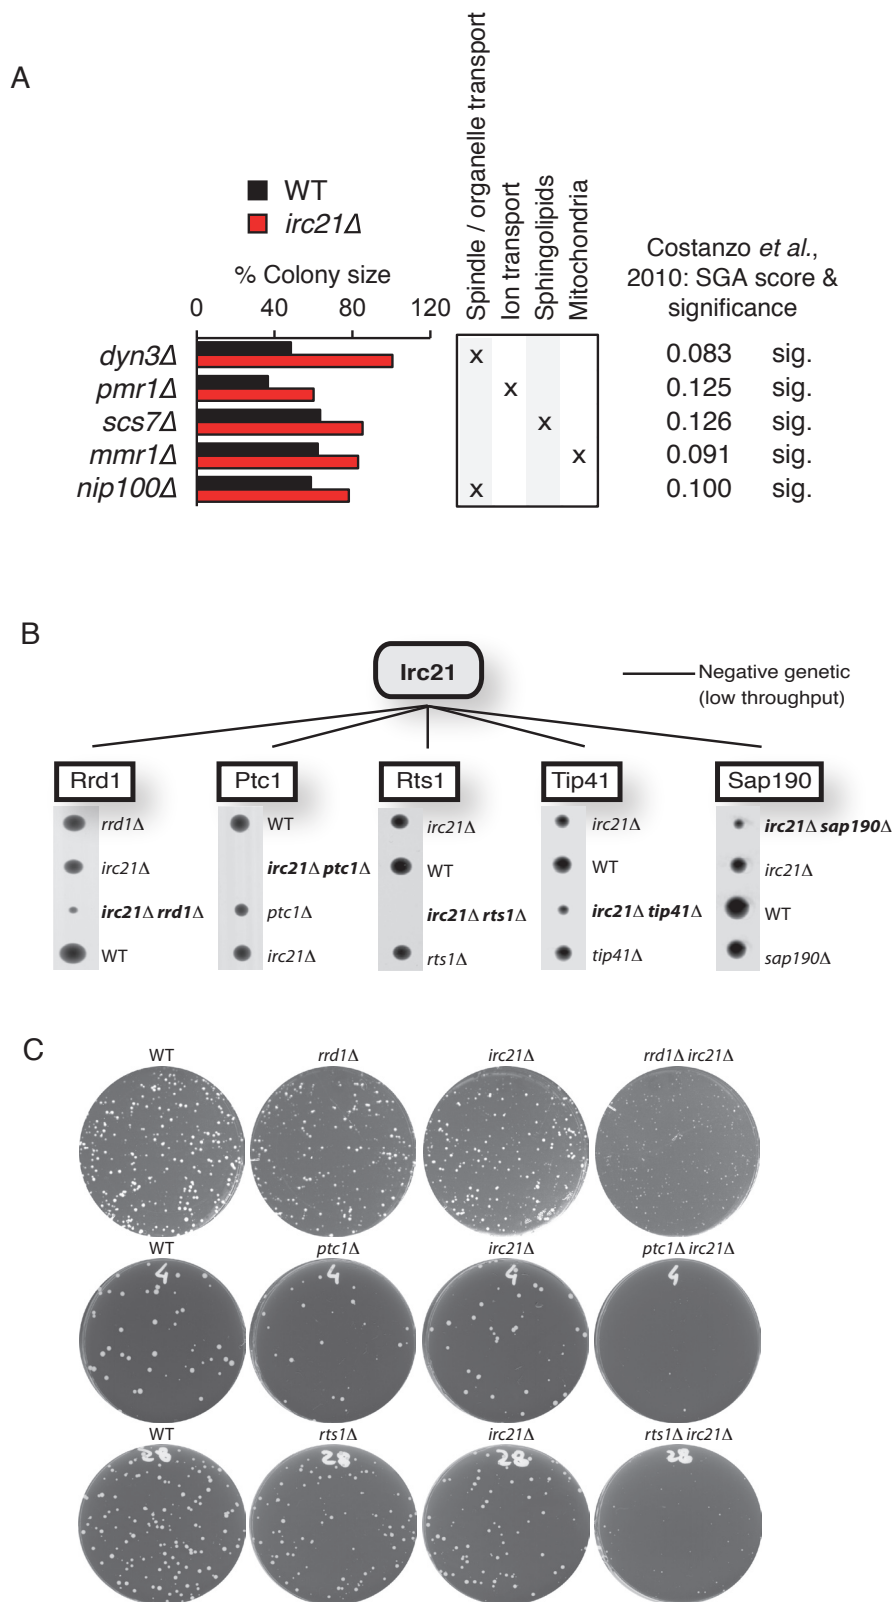 A
Spindle / organelle transport
Ion transport
Sphingolipids
Mitochondria
WT
irc21Δ
% Colony size
0 40 80 120
Costanzo et al.,
2010: SGA score &
significance
dyn3Δ x 0.083 sig.
pmr1Δ x 0.125 sig.
scs7Δ x 0.126 sig.
mmr1Δ x 0.091 sig.
nip100Δ x 0.100 sig.
B
Irc21
Negative genetic
(low throughput)
Rrd1 Ptc1 Rts1 Tip41 Sap190
rrd1Δ WT irc21Δ irc21Δ irc21Δ sap190Δ
irc21Δ irc21Δ ptc1Δ WT WT irc21Δ
irc21Δ rrd1Δ ptc1Δ irc21Δ rts1Δ irc21Δ tip41Δ WT
WT irc21Δ rts1Δ tip41Δ sap190Δ
C
WT rrd1Δ irc21Δ rrd1Δ irc21Δ
WT ptc1Δ irc21Δ ptc1Δ irc21Δ
4 4 4 4
WT rts1Δ irc21Δ rts1Δ irc21Δ
28 28 28 28